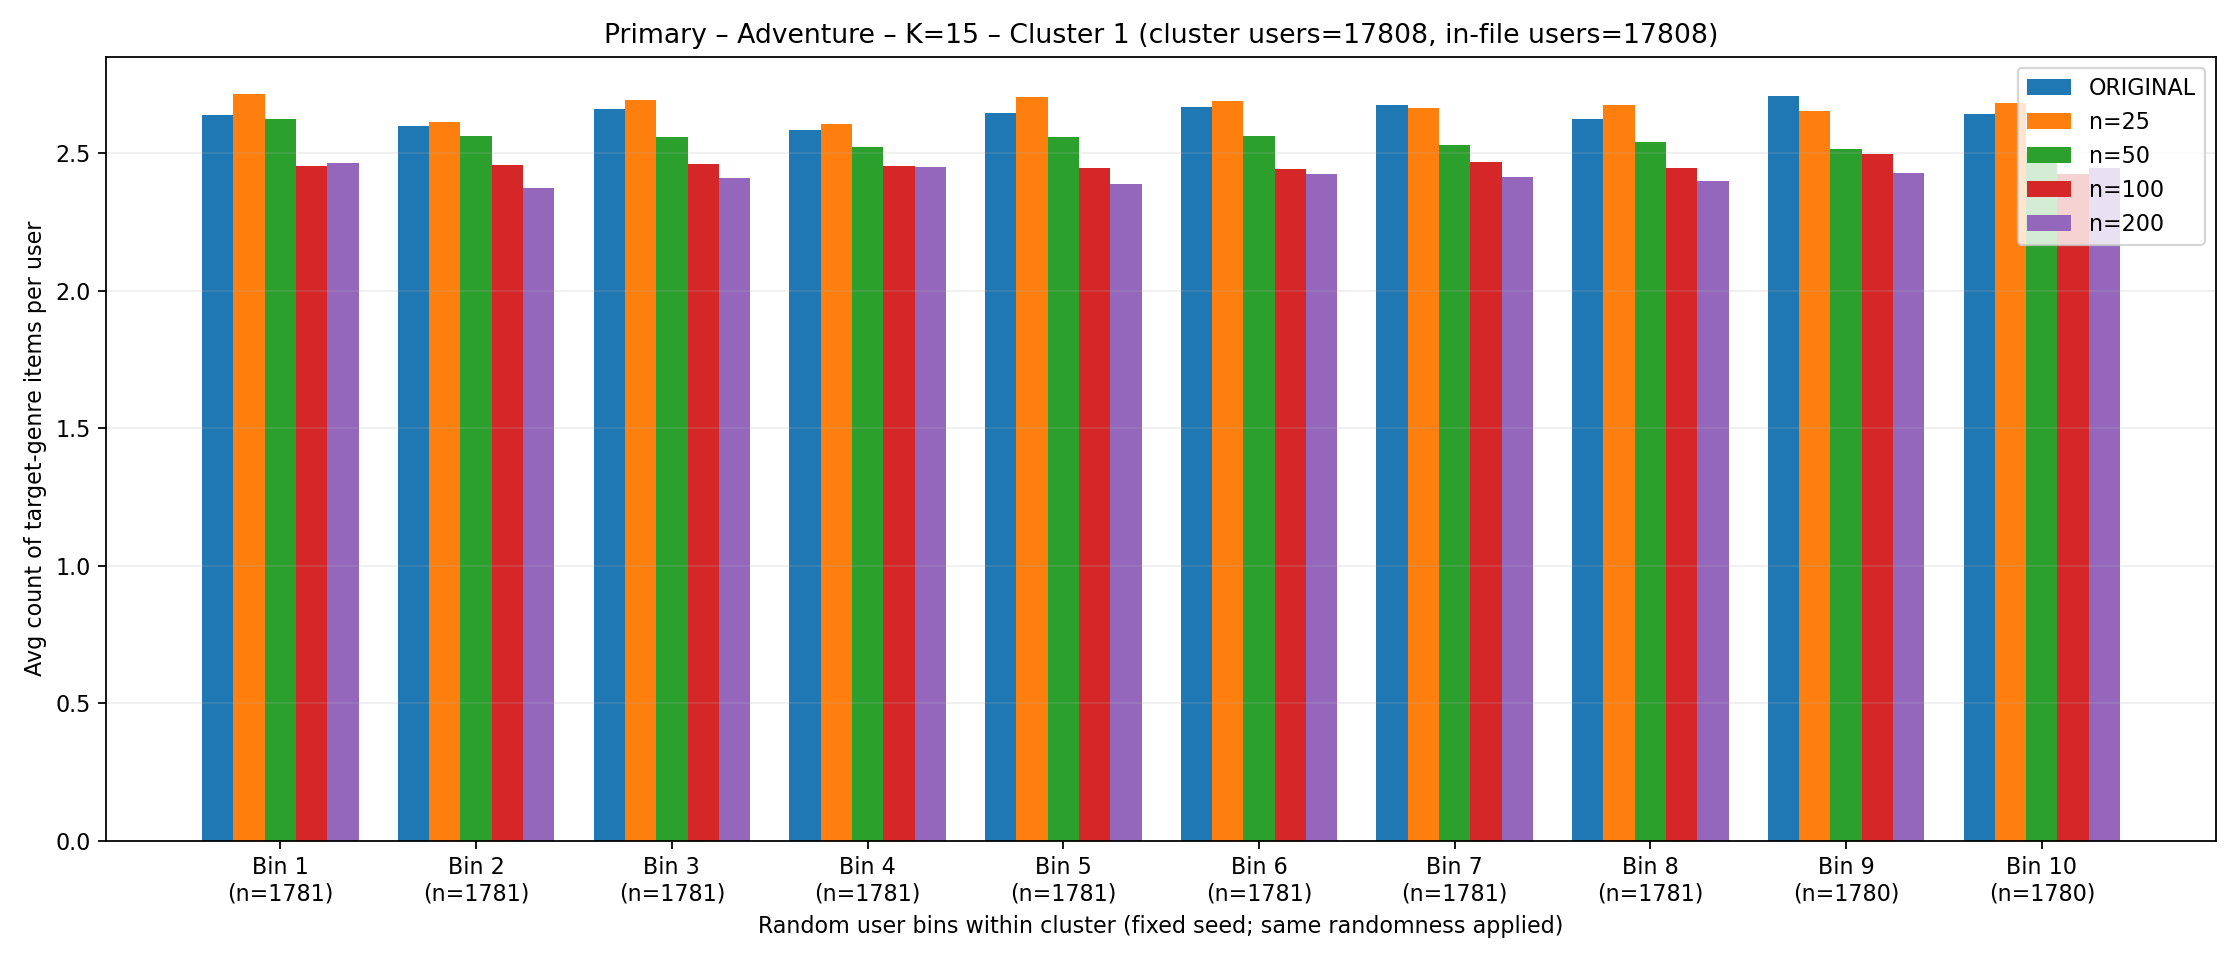 Primary – Adventure – K=15 – Cluster 1 (cluster users=17808, in-file users=17808)
ORIGINAL
n=25
n=50
n=100
n=200
Avg count of target-genre items per user
2.5
2.0
1.5
1.0
0.5
0.0
Bin 1
(n=1781)
Bin 2
(n=1781)
Bin 3
(n=1781)
Bin 4
(n=1781)
Bin 5
(n=1781)
Bin 6
(n=1781)
Bin 7
(n=1781)
Bin 8
(n=1781)
Bin 9
(n=1780)
Bin 10
(n=1780)
Random user bins within cluster (fixed seed; same randomness applied)